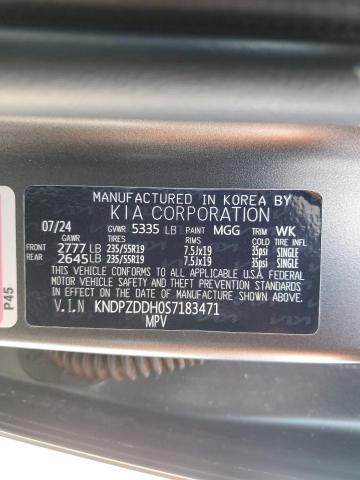 MANUFACTURED IN KOREA BY
KIA CORPORATION
07/24 GVWR 5335 LB PAINT MGG TRIM WK
GAWR TIRES RIMS COLD TIRE INFL.
FRONT 2777 LB 235/55R19 7.5Jx19 35psi SINGLE
REAR 2645 LB 235/55R19 7.5Jx19 35psi SINGLE
THIS VEHICLE CONFORMS TO ALL APPLICABLE U.S.A. FEDERAL
MOTOR VEHICLE SAFETY AND THEFT PREVENTION STANDARDS
IN EFFECT ON THE DATE OF MANUFACTURE SHOWN ABOVE.
V.I.N KNDPZDDH0S7183471
MPV
P45